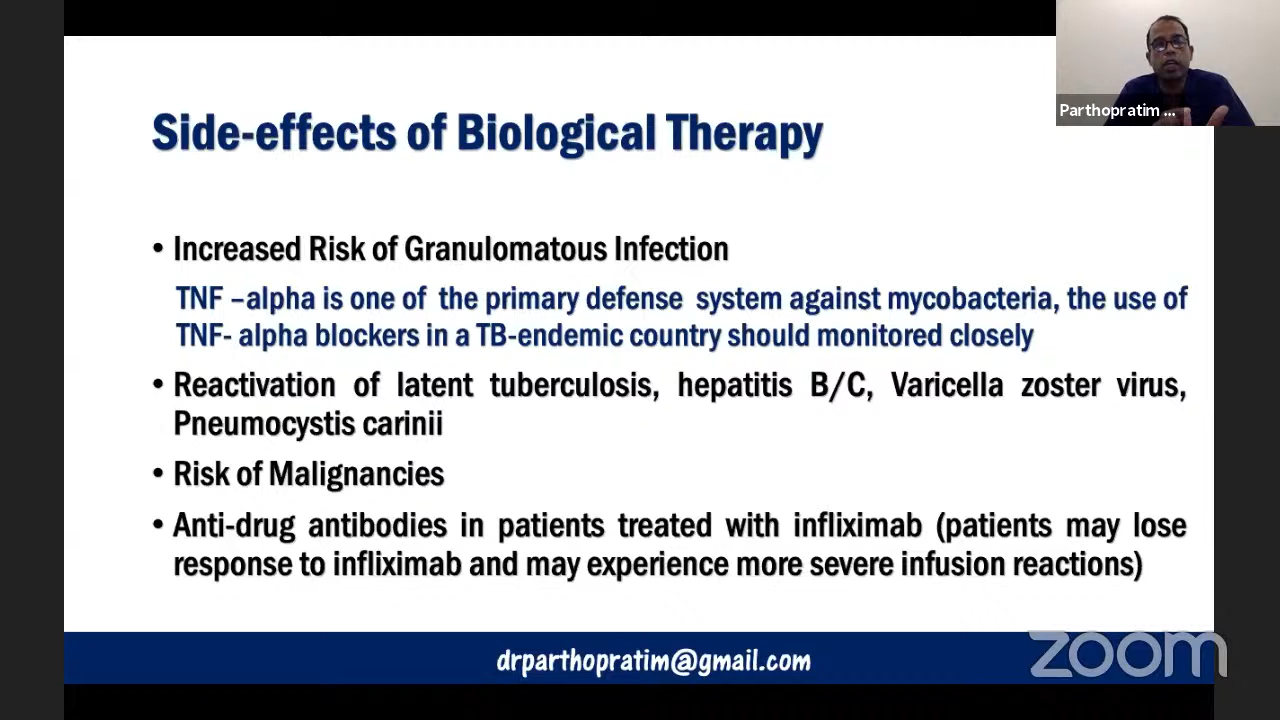 Parthopratim ...
Side-effects of Biological Therapy
• Increased Risk of Granulomatous Infection
TNF –alpha is one of the primary defense system against mycobacteria, the use of
TNF- alpha blockers in a TB-endemic country should monitored closely
• Reactivation of latent tuberculosis, hepatitis B/C, Varicella zoster virus,
Pneumocystis carinii
• Risk of Malignancies
• Anti-drug antibodies in patients treated with infliximab (patients may lose
response to infliximab and may experience more severe infusion reactions)
drparthopratim@gmail.com
zoom